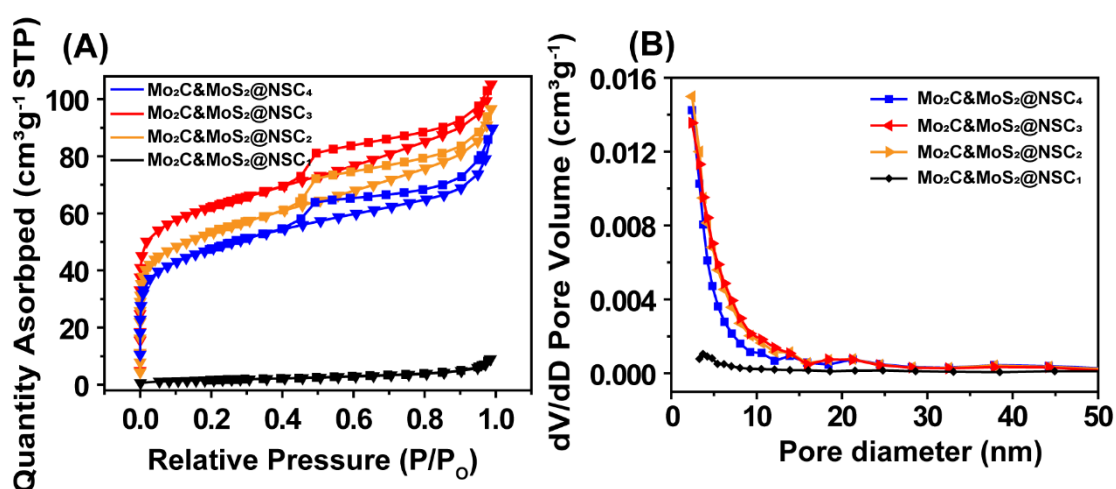 (A)
Quantity Asorbped (cm³g⁻¹ STP)
Mo₂C&MoS₂@NSC₄
Mo₂C&MoS₂@NSC₃
Mo₂C&MoS₂@NSC₂
Mo₂C&MoS₂@NSC₁
100
80
60
40
20
0
0.0 0.2 0.4 0.6 0.8 1.0
Relative Pressure (P/P₀)
(B)
dV/dD Pore Volume (cm³g⁻¹)
Mo₂C&MoS₂@NSC₄
Mo₂C&MoS₂@NSC₃
Mo₂C&MoS₂@NSC₂
Mo₂C&MoS₂@NSC₁
0.016
0.012
0.008
0.004
0.000
0 10 20 30 40 50
Pore diameter (nm)